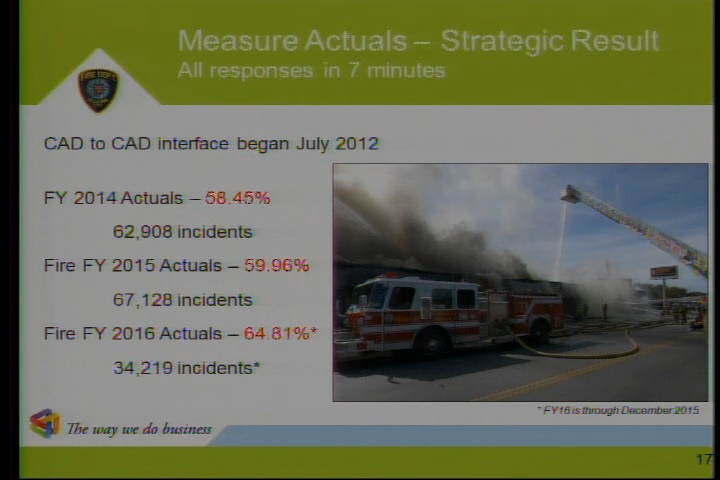 Measure Actuals – Strategic Result
All responses in 7 minutes
FIRE DEPT
CAD to CAD interface began July 2012
FY 2014 Actuals – 58.45%
62,908 incidents
Fire FY 2015 Actuals – 59.96%
67,128 incidents
Fire FY 2016 Actuals – 64.81%*
34,219 incidents*
* FY16 is through December 2015
The way we do business
17